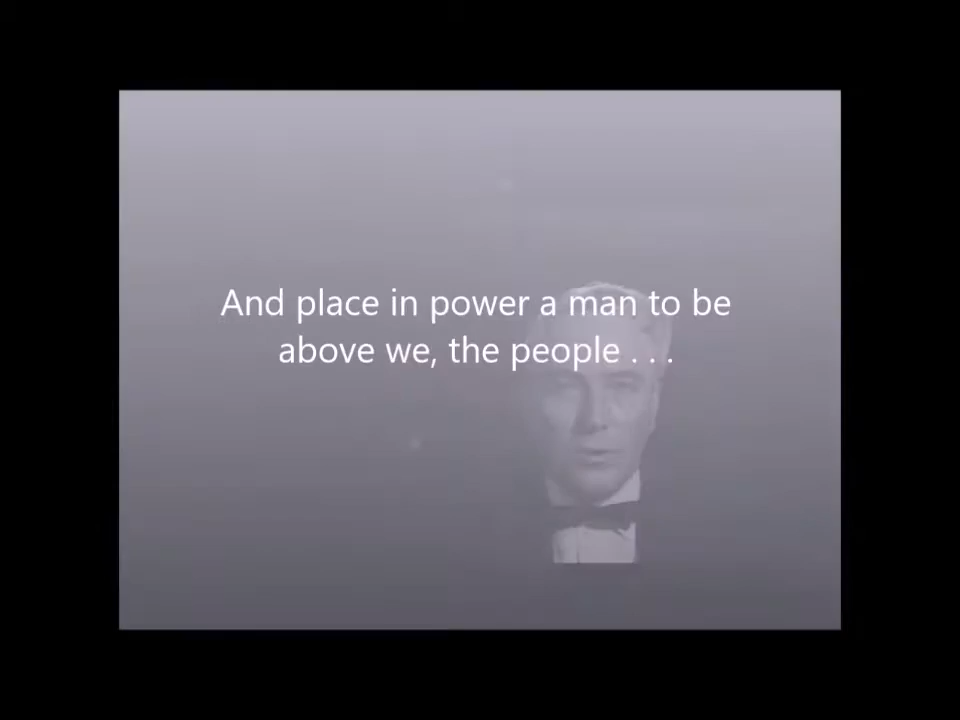 And place in power a man to be
above we, the people . . .